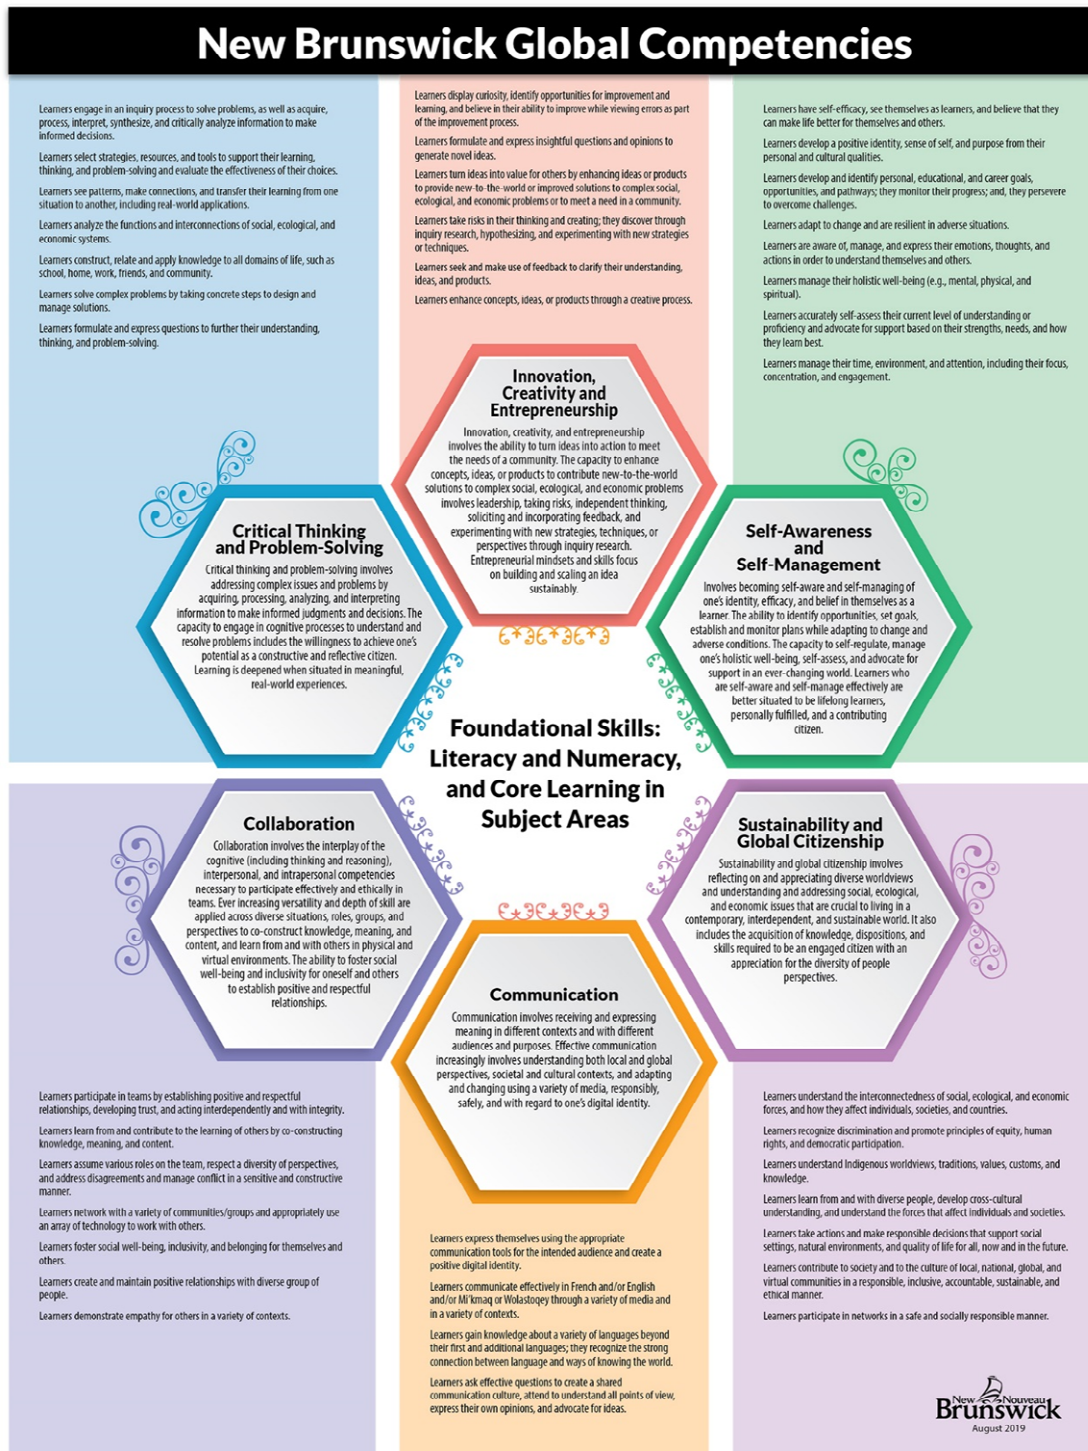 New Brunswick Global Competencies
Learners engage in an inquiry process to solve problems, as well as acquire,
process, interpret, synthesize, and critically analyze information to make
informed decisions.
Learners select strategies, resources, and tools to support their learning,
thinking, and problem-solving and evaluate the effectiveness of their choices.
Learners see patterns, make connections, and transfer their learning from one
situation to another, including real-world applications.
Learners analyze the functions and interconnections of social, ecological, and
economic systems.
Learners construct, relate and apply knowledge to all domains of life, such as
school, home, work, friends, and community.
Learners solve complex problems by taking concrete steps to design and
manage solutions.
Learners formulate and express questions to further their understanding,
thinking, and problem-solving.
Learners display curiosity, identify opportunities for improvement and
learning, and believe in their ability to improve while viewing errors as part
of the improvement process.
Learners formulate and express insightful questions and opinions to
generate novel ideas.
Learners turn ideas into value for others by enhancing ideas or products
to provide new-to-the-world or improved solutions to complex social,
ecological, and economic problems or to meet a need in a community.
Learners take risks in their thinking and creating; they discover through
inquiry research, hypothesizing, and experimenting with new strategies
or techniques.
Learners seek and make use of feedback to clarify their understanding,
ideas, and products.
Learners enhance concepts, ideas, or products through a creative process.
Learners have self-efficacy, see themselves as learners, and believe that they
can make life better for themselves and others.
Learners develop a positive identity, sense of self, and purpose from their
personal and cultural qualities.
Learners develop and identify personal, educational, and career goals,
opportunities, and pathways; they monitor their progress; and, they persevere
to overcome challenges.
Learners adapt to change and are resilient in adverse situations.
Learners are aware of, manage, and express their emotions, thoughts, and
actions in order to understand themselves and others.
Learners manage their holistic well-being (e.g., mental, physical, and
spiritual).
Learners accurately self-assess their current level of understanding or
proficiency and advocate for support based on their strengths, needs, and how
they learn best.
Learners manage their time, environment, and attention, including their focus,
concentration, and engagement.
Innovation,
Creativity and
Entrepreneurship
Innovation, creativity, and entrepreneurship
involves the ability to turn ideas into action to meet
the needs of a community. The capacity to enhance
concepts, ideas, or products to contribute new-to-the-world
solutions to complex social, ecological, and economic problems
involves leadership, taking risks, independent thinking,
soliciting and incorporating feedback, and
experimenting with new strategies, techniques, or
perspectives through inquiry research.
Entrepreneurial mindsets and skills focus
on building and scaling an idea
sustainably.
Critical Thinking
and Problem-Solving
Critical thinking and problem-solving involves
addressing complex issues and problems by
acquiring, processing, analyzing, and interpreting
information to make informed judgments and decisions. The
capacity to engage in cognitive processes to understand and
resolve problems includes the willingness to achieve one's
potential as a constructive and reflective citizen.
Learning is deepened when situated in meaningful,
real-world experiences.
Self-Awareness
and
Self-Management
Involves becoming self-aware and self-managing of
one's identity, efficacy, and belief in themselves as a
learner. The ability to identify opportunities, set goals,
establish and monitor plans while adapting to change and
adverse conditions. The capacity to self-regulate, manage
one's holistic well-being, self-assess, and advocate for
support in an ever-changing world. Learners who
are self-aware and self-manage effectively are
better situated to be lifelong learners,
personally fulfilled, and a contributing
citizen.
Foundational Skills:
Literacy and Numeracy,
and Core Learning in
Subject Areas
Collaboration
Collaboration involves the interplay of the
cognitive (including thinking and reasoning),
interpersonal, and intrapersonal competencies
necessary to participate effectively and ethically in
teams. Ever increasing versatility and depth of skill are
applied across diverse situations, roles, groups, and
perspectives to co-construct knowledge, meaning, and
content, and learn from and with others in physical and
virtual environments. The ability to foster social
well-being and inclusivity for oneself and others
to establish positive and respectful
relationships.
Sustainability and
Global Citizenship
Sustainability and global citizenship involves
reflecting on and appreciating diverse worldviews
and understanding and addressing social, ecological,
and economic issues that are crucial to living in a
contemporary, interdependent, and sustainable world. It also
includes the acquisition of knowledge, dispositions, and
skills required to be an engaged citizen with an
appreciation for the diversity of people
perspectives.
Communication
Communication involves receiving and expressing
meaning in different contexts and with different
audiences and purposes. Effective communication
increasingly involves understanding both local and global
perspectives, societal and cultural contexts, and adapting
and changing using a variety of media, responsibly,
safely, and with regard to one's digital identity.
Learners participate in teams by establishing positive and respectful
relationships, developing trust, and acting interdependently and with integrity.
Learners learn from and contribute to the learning of others by co-constructing
knowledge, meaning, and content.
Learners assume various roles on the team, respect a diversity of perspectives,
and address disagreements and manage conflict in a sensitive and constructive
manner.
Learners network with a variety of communities/groups and appropriately use
an array of technology to work with others.
Learners foster social well-being, inclusivity, and belonging for themselves and
others.
Learners create and maintain positive relationships with diverse group of
people.
Learners demonstrate empathy for others in a variety of contexts.
Learners express themselves using the appropriate
communication tools for the intended audience and create a
positive digital identity.
Learners communicate effectively in French and/or English
and/or Mi'kmaq or Wolastoqey through a variety of media and
in a variety of contexts.
Learners gain knowledge about a variety of languages beyond
their first and additional languages; they recognize the strong
connection between language and ways of knowing the world.
Learners ask effective questions to create a shared
communication culture, attend to understand all points of view,
express their own opinions, and advocate for ideas.
Learners understand the interconnectedness of social, ecological, and economic
forces, and how they affect individuals, societies, and countries.
Learners recognize discrimination and promote principles of equity, human
rights, and democratic participation.
Learners understand Indigenous worldviews, traditions, values, customs, and
knowledge.
Learners learn from and with diverse people, develop cross-cultural
understanding, and understand the forces that affect individuals and societies.
Learners take actions and make responsible decisions that support social
settings, natural environments, and quality of life for all, now and in the future.
Learners contribute to society and to the culture of local, national, global, and
virtual communities in a responsible, inclusive, accountable, sustainable, and
ethical manner.
Learners participate in networks in a safe and socially responsible manner.
New Nouveau
Brunswick
August 2019